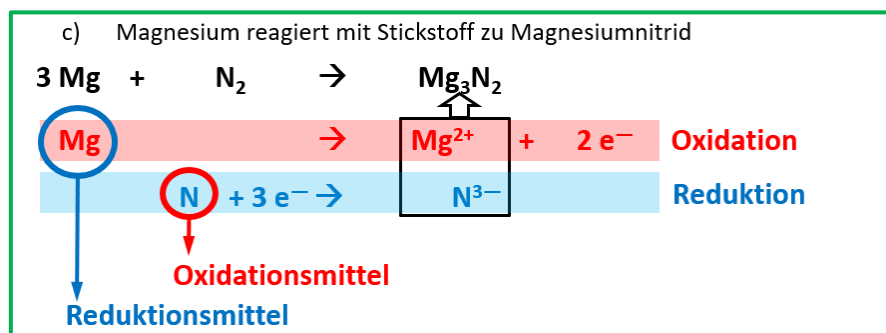 c) Magnesium reagiert mit Stickstoff zu Magnesiumnitrid
3 Mg + N₂ → Mg₃N₂
Mg → Mg²⁺ + 2 e⁻ Oxidation
N + 3 e⁻ → N³⁻ Reduktion
Oxidationsmittel
Reduktionsmittel